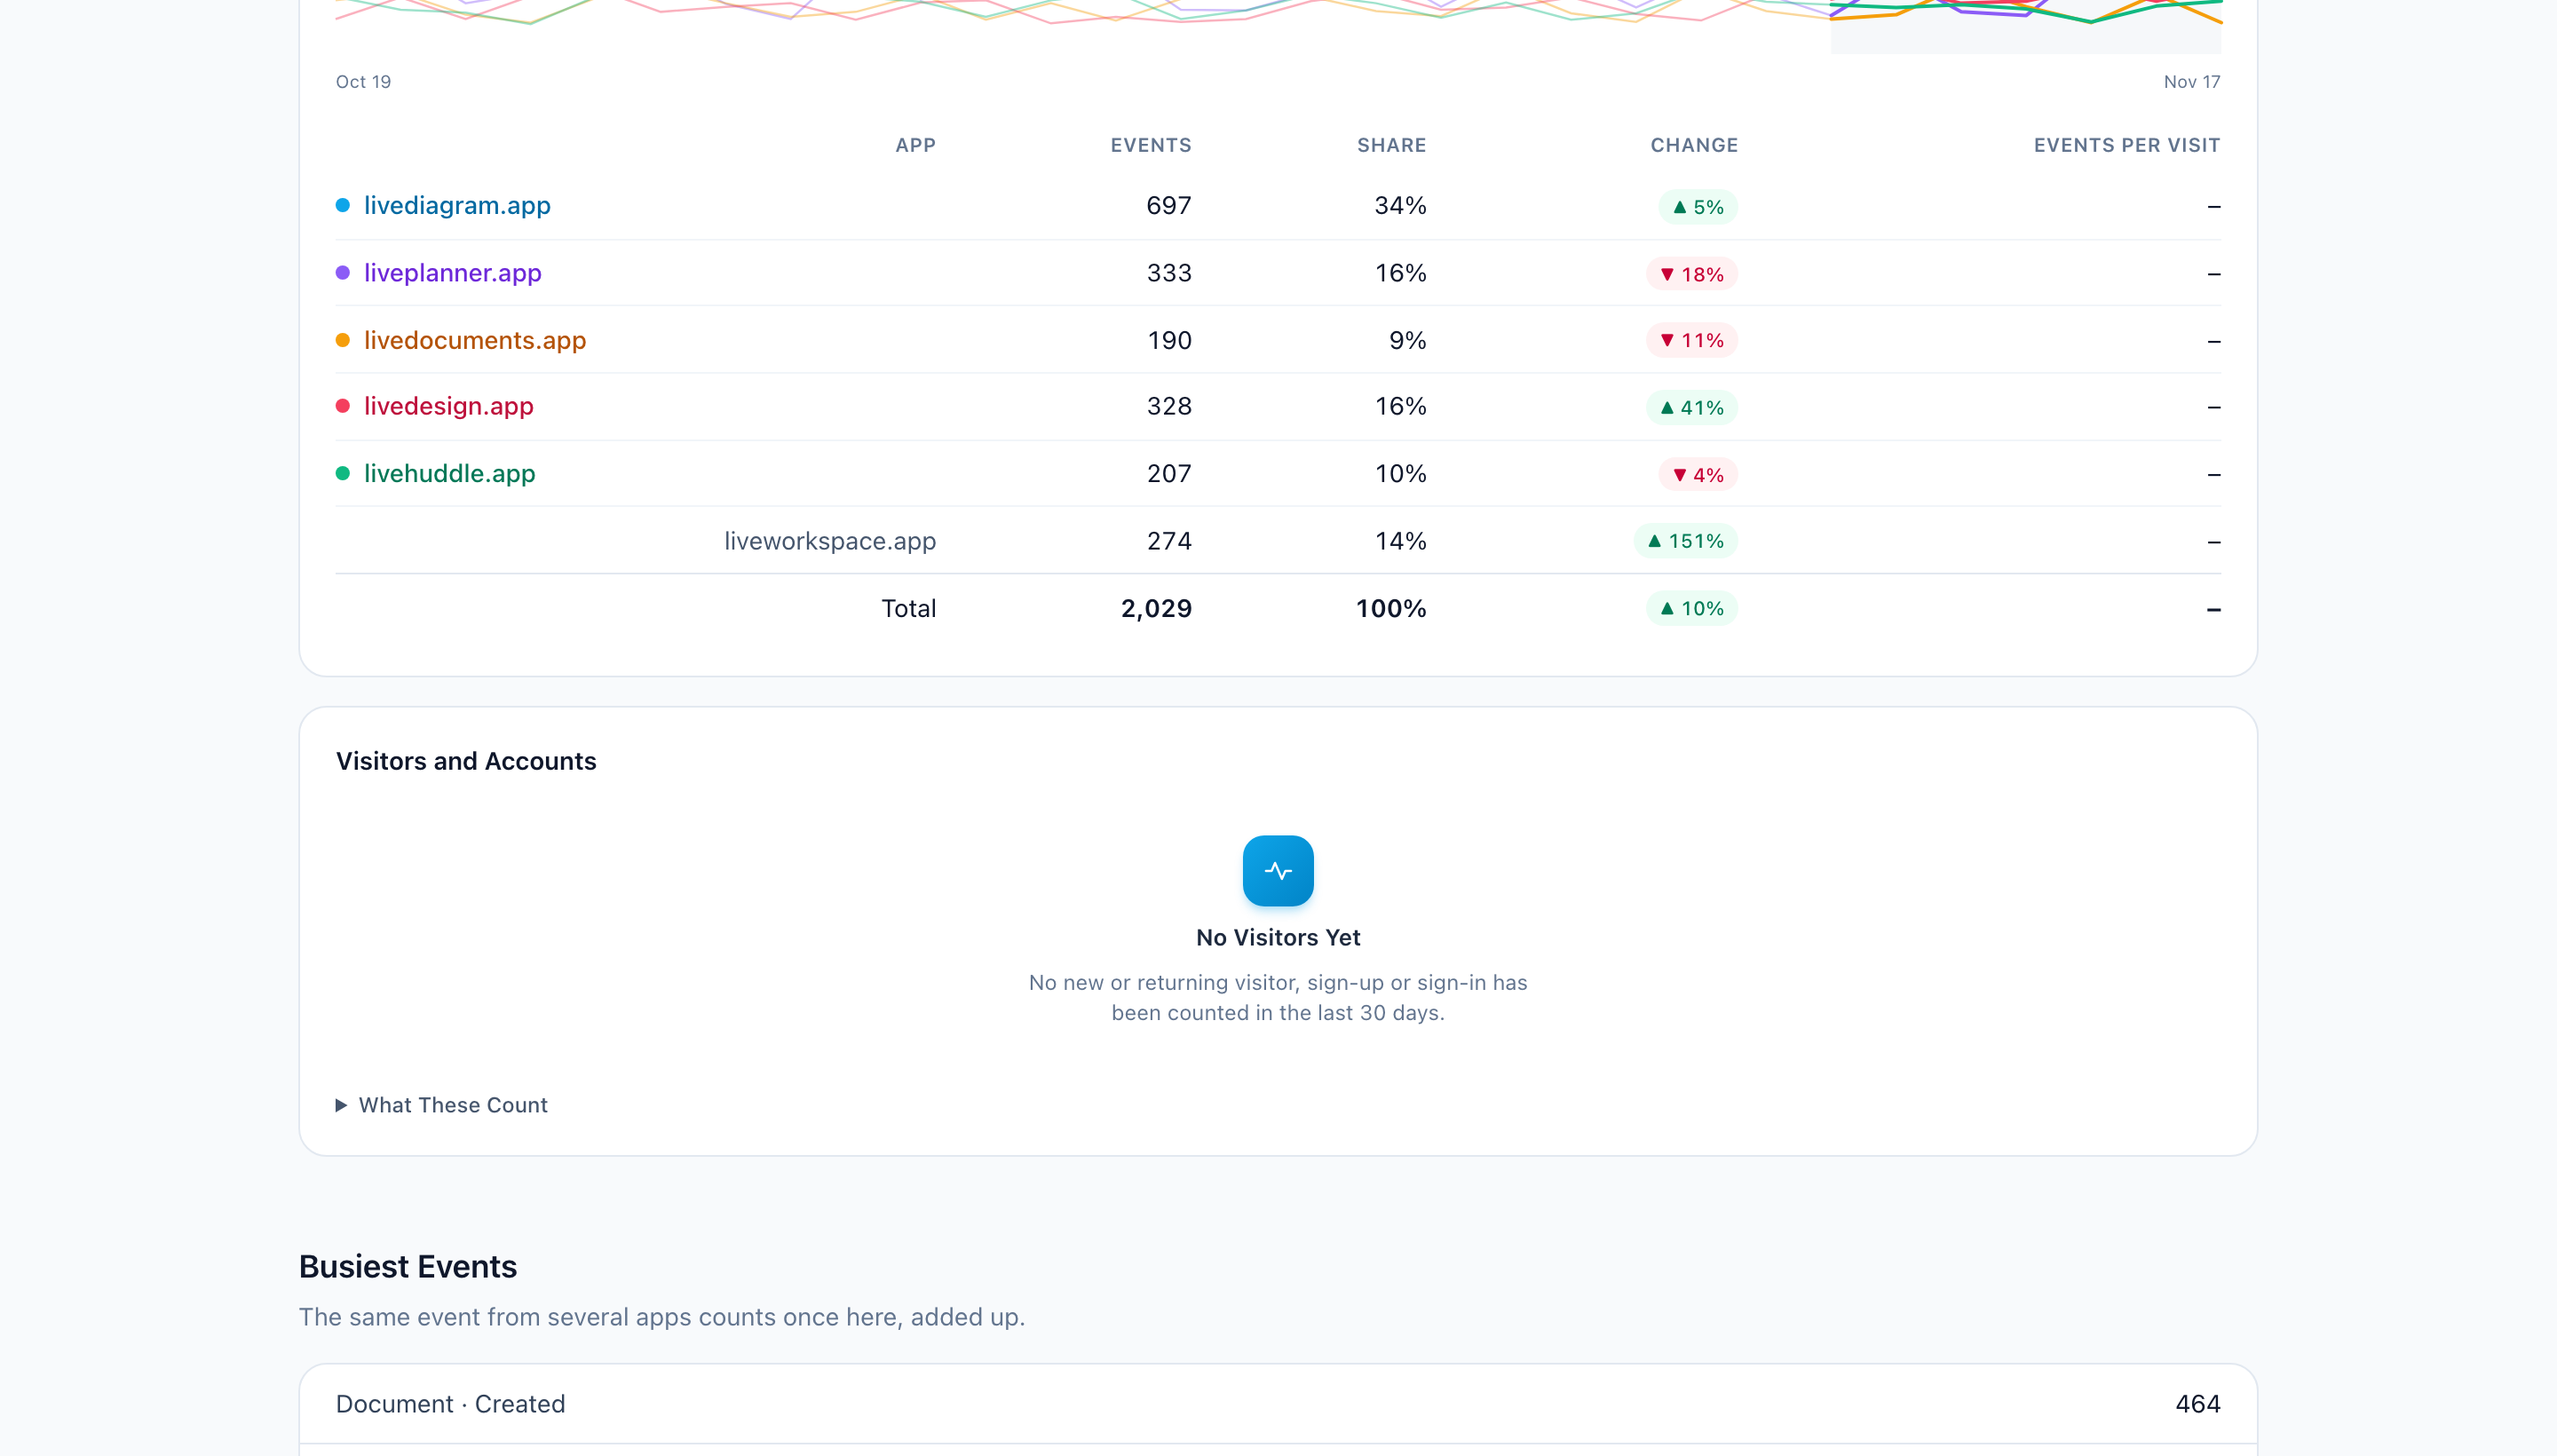 Oct 19 Nov 17
APP EVENTS SHARE CHANGE EVENTS PER VISIT
livediagram.app 697 34% ▲ 5% –
liveplanner.app 333 16% ▼ 18% –
livedocuments.app 190 9% ▼ 11% –
livedesign.app 328 16% ▲ 41% –
livehuddle.app 207 10% ▼ 4% –
liveworkspace.app 274 14% ▲ 151% –
Total 2,029 100% ▲ 10% –
Visitors and Accounts
No Visitors Yet
No new or returning visitor, sign-up or sign-in has
been counted in the last 30 days.
▶ What These Count
Busiest Events
The same event from several apps counts once here, added up.
Document · Created 464